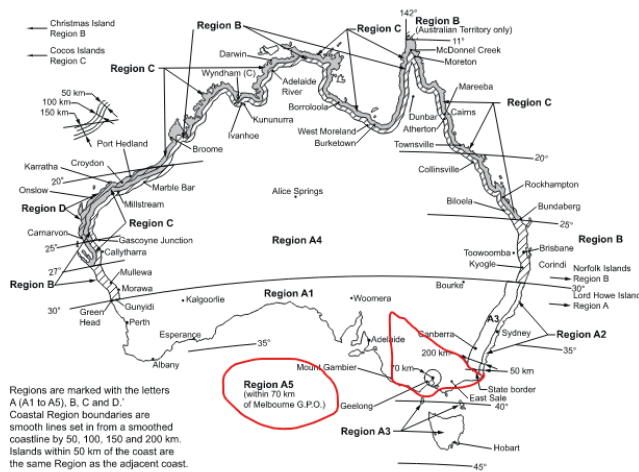 Christmas Island
Region B
Cocos Islands
Region C
50 km
100 km
150 km
Region B
Region C
142°
Region B
(Australian Territory only)
11°
McDonnel Creek
Moreton
Darwin
Wyndham (C)
Region C
Adelaide
River
Kununurra
Ivanhoe
Borroloola
West Moreland
Burketown
Dunbar
Atherton
Mareeba
Cairns
Region C
Townsville
Collinsville
20°
Port Hedland
Broome
Croydon
Karratha
20°
Onslow
Marble Bar
Millstream
Region D
Region C
Carnarvon
Gascoyne Junction
25°
Callytharra
27°
Region B
Mullewa
Morawa
Gunyidi
30°
Green
Head
Perth
Alice Springs
Region A4
Rockhampton
Biloela
Bundaberg
25°
Region B
Toowoomba
Brisbane
Kyogle
Corindi
Norfolk Islands
Region B
30°
Lord Howe Island
Region A
Bourke
Kalgoorlie
Region A1
Woomera
A3
Canberra
Sydney
Region A2
200 km
35°
Esperance
35°
Albany
Adelaide
Mount Gambier
70 km
50 km
State border
East Sale
Geelong
40°
Region A5
(within 70 km
of Melbourne G.P.O.)
Region A3
Hobart
45°
Regions are marked with the letters
A (A1 to A5), B, C and D.
Coastal Region boundaries are
smooth lines set in from a smoothed
coastline by 50, 100, 150 and 200 km.
Islands within 50 km of the coast are
the same Region as the adjacent coast.